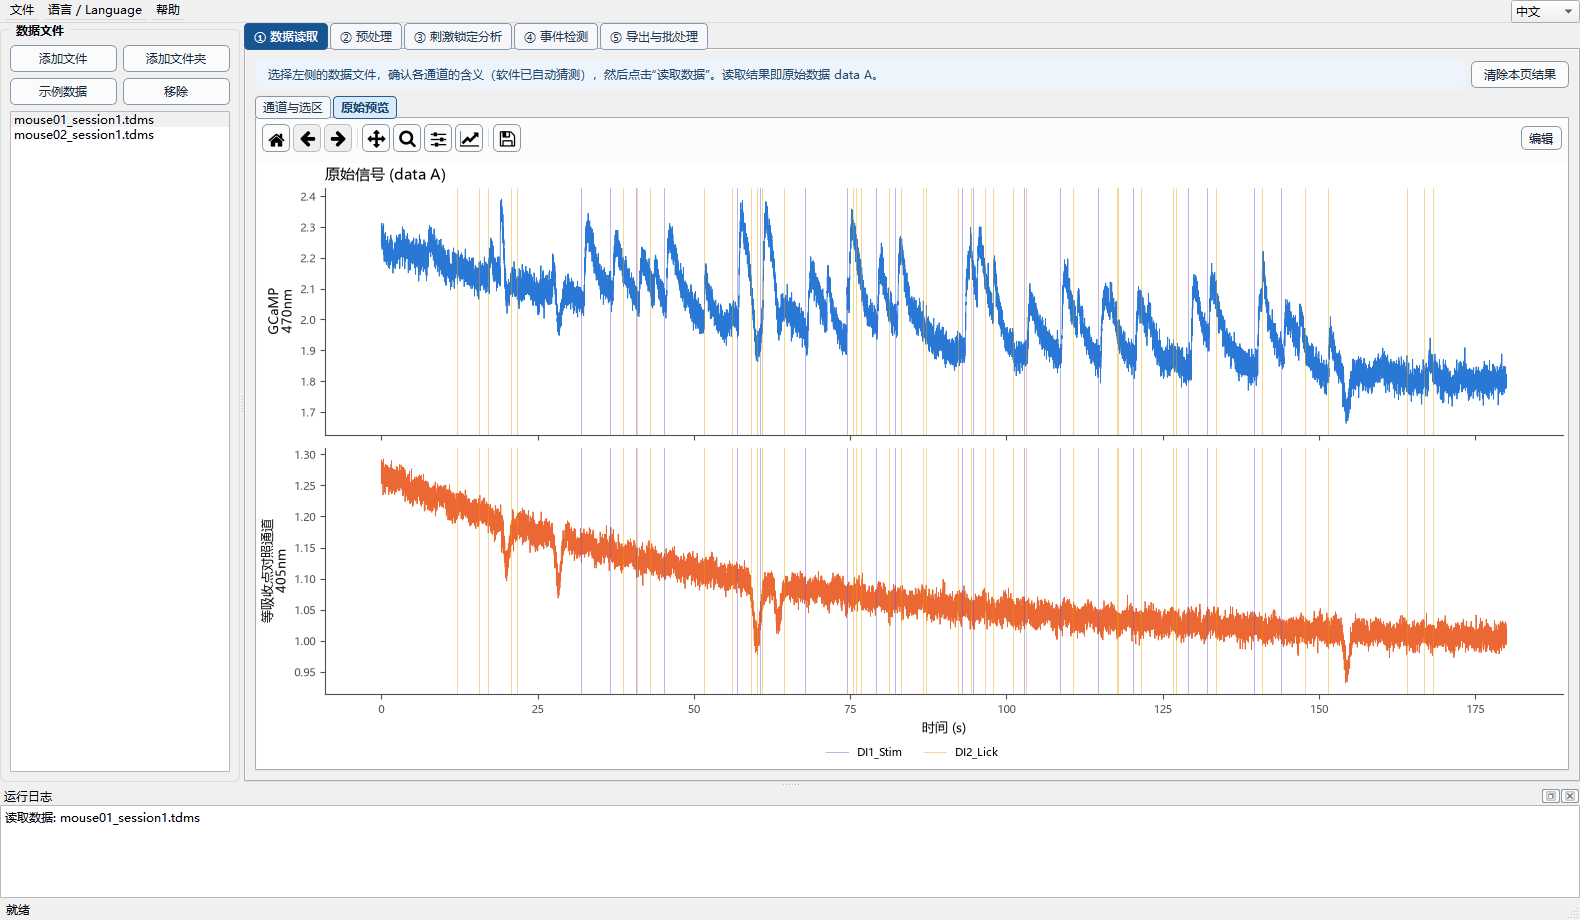 文件 语言 / Language 帮助
中文
数据文件
添加文件 添加文件夹
示例数据 移除
mouse01_session1.tdms
mouse02_session1.tdms
① 数据读取 ② 预处理 ③ 刺激锁定分析 ④ 事件检测 ⑤ 导出与批处理
选择左侧的数据文件，确认各通道的含义（软件已自动猜测），然后点击“读取数据”。读取结果即原始数据 data A。
清除本页结果
通道与选区 原始预览
编辑
原始信号 (data A)
GCaMP
470nm
2.4
2.3
2.2
2.1
2.0
1.9
1.8
1.7
等吸收点对照通道
405nm
1.30
1.25
1.20
1.15
1.10
1.05
1.00
0.95
0 25 50 75 100 125 150 175
时间 (s)
DI1_Stim DI2_Lick
运行日志
读取数据: mouse01_session1.tdms
就绪